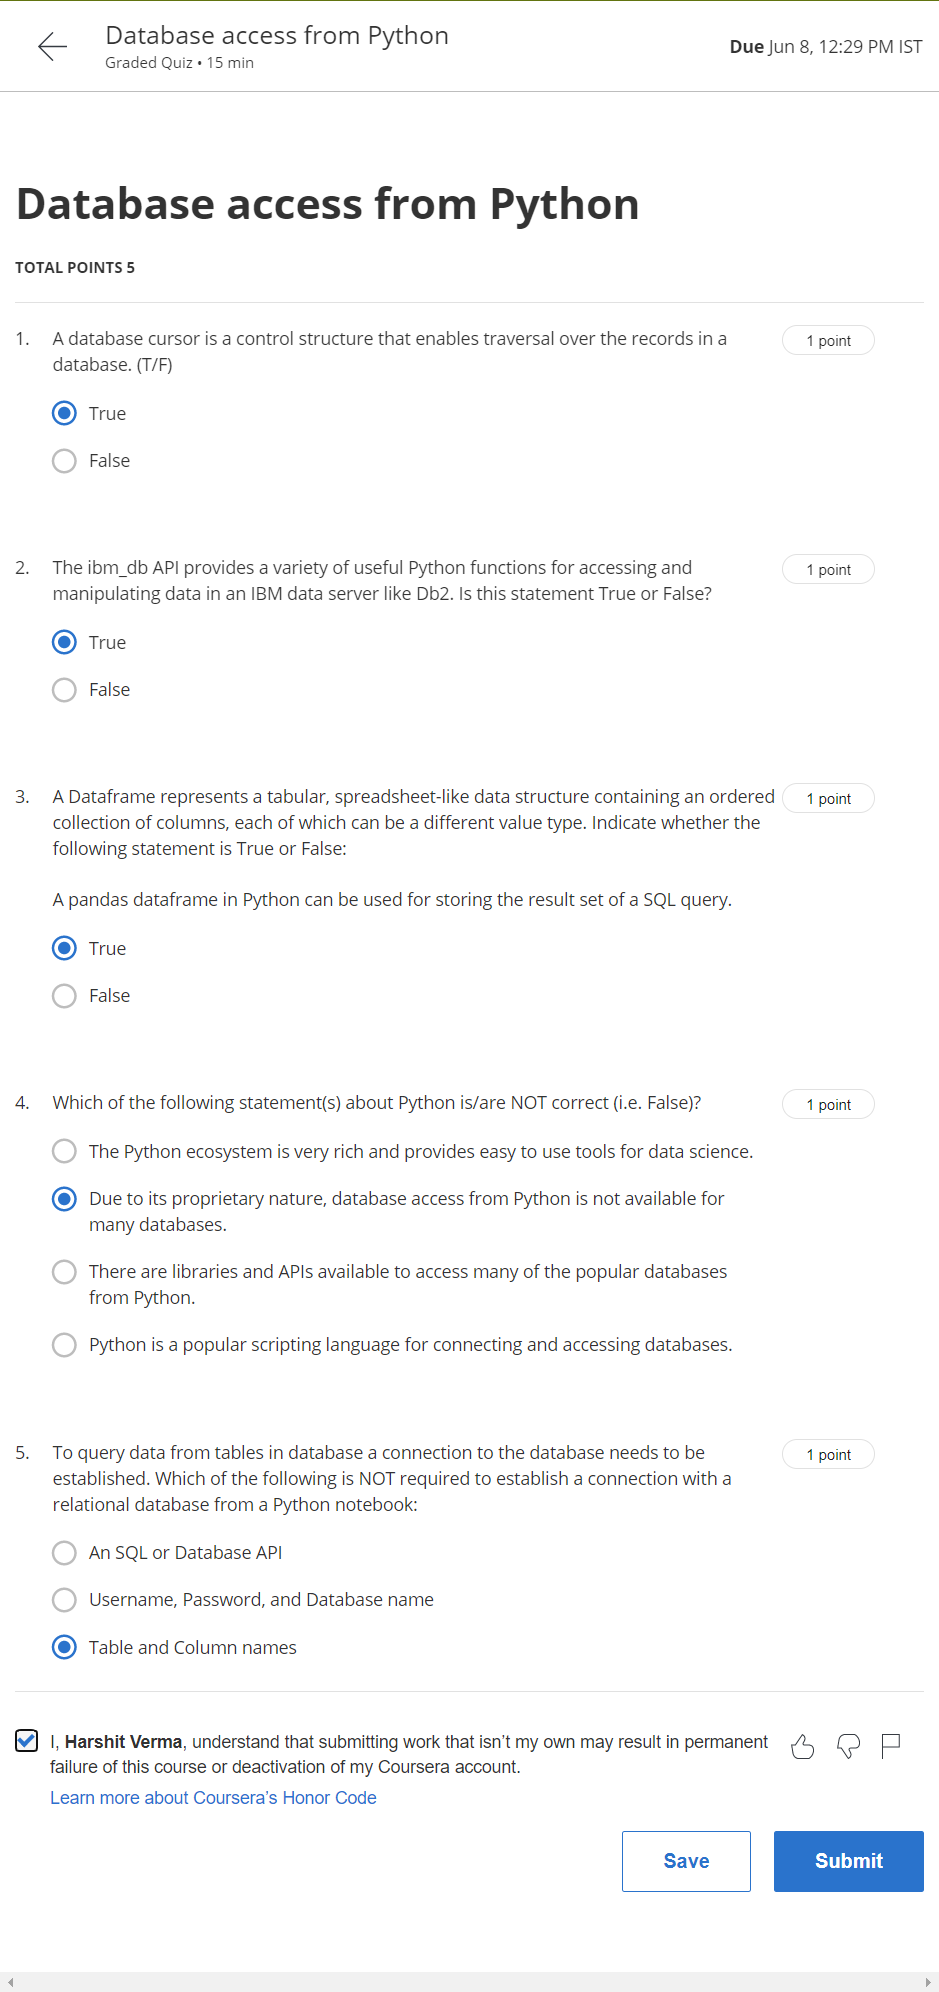 Database access from Python
Graded Quiz • 15 min
Due Jun 8, 12:29 PM IST
Database access from Python
TOTAL POINTS 5
1. A database cursor is a control structure that enables traversal over the records in a
database. (T/F)
1 point
True
False
2. The ibm_db API provides a variety of useful Python functions for accessing and
manipulating data in an IBM data server like Db2. Is this statement True or False?
1 point
True
False
3. A Dataframe represents a tabular, spreadsheet-like data structure containing an ordered
collection of columns, each of which can be a different value type. Indicate whether the
following statement is True or False:
1 point
A pandas dataframe in Python can be used for storing the result set of a SQL query.
True
False
4. Which of the following statement(s) about Python is/are NOT correct (i.e. False)?
1 point
The Python ecosystem is very rich and provides easy to use tools for data science.
Due to its proprietary nature, database access from Python is not available for
many databases.
There are libraries and APIs available to access many of the popular databases
from Python.
Python is a popular scripting language for connecting and accessing databases.
5. To query data from tables in database a connection to the database needs to be
established. Which of the following is NOT required to establish a connection with a
relational database from a Python notebook:
1 point
An SQL or Database API
Username, Password, and Database name
Table and Column names
I, Harshit Verma, understand that submitting work that isn't my own may result in permanent
failure of this course or deactivation of my Coursera account.
Learn more about Coursera's Honor Code
Save
Submit